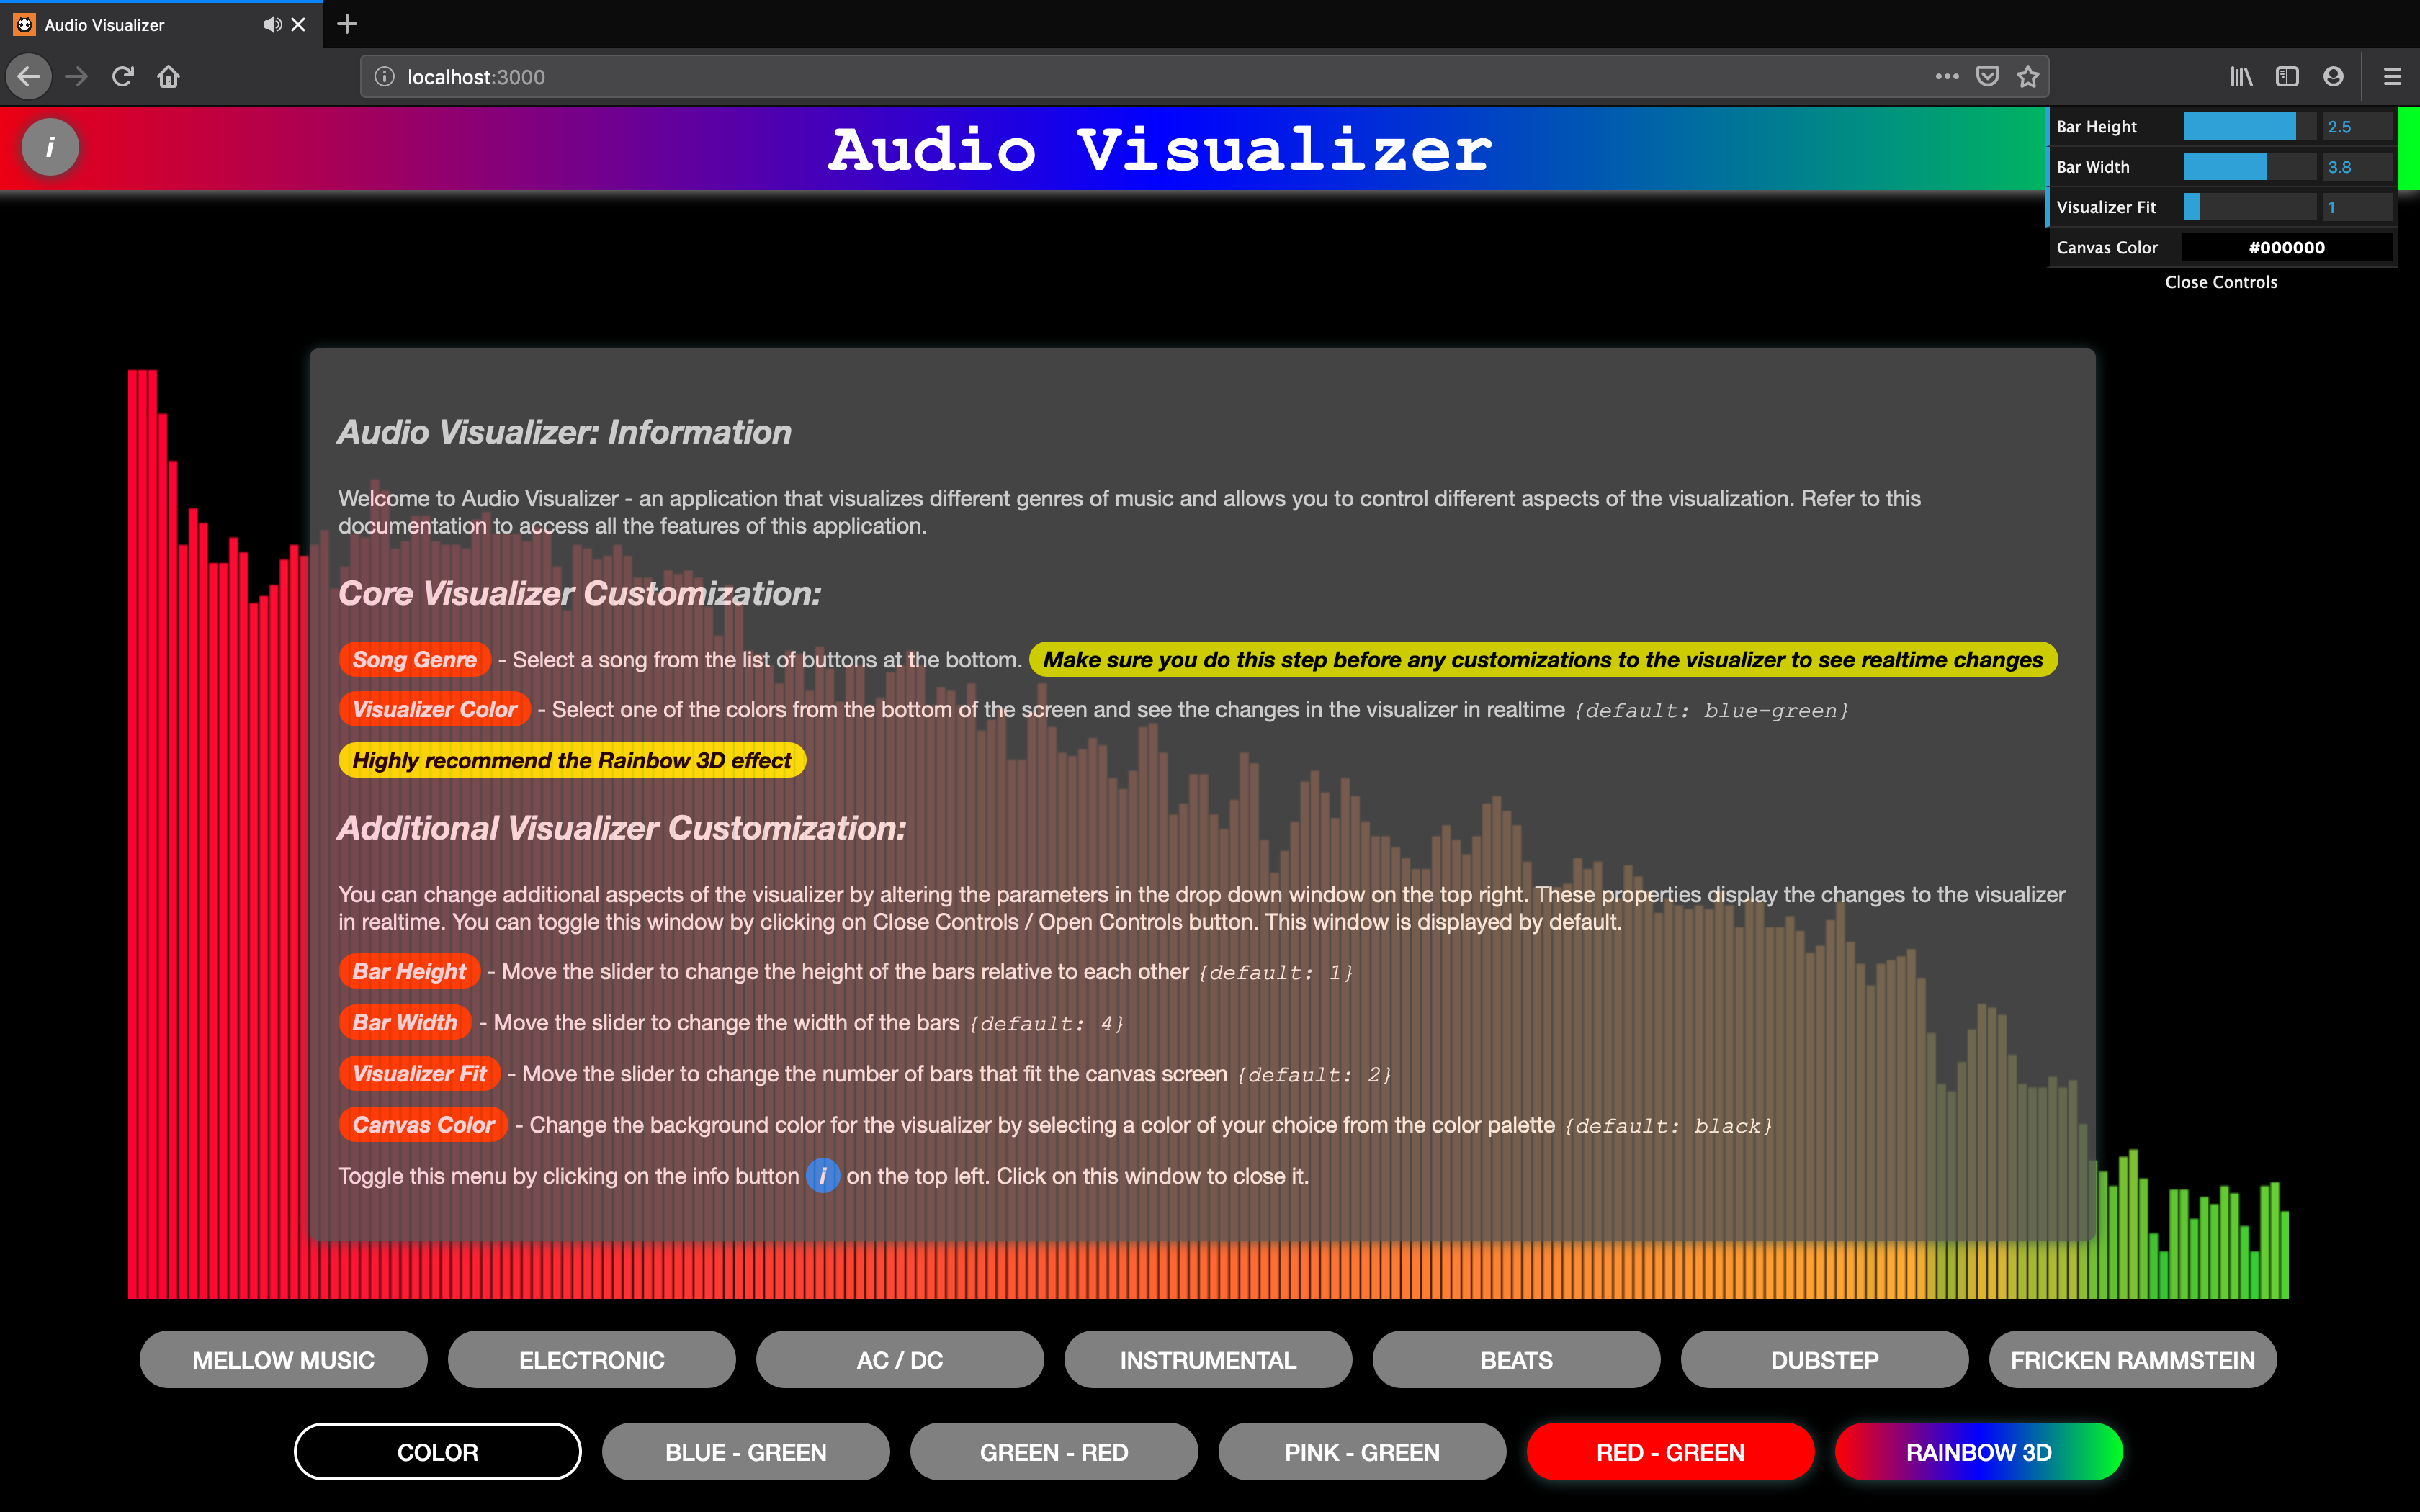 Audio Visualizer
localhost:3000
i
Audio Visualizer
Bar Height 2.5
Bar Width 3.8
Visualizer Fit 1
Canvas Color #000000
Close Controls
Audio Visualizer: Information
Welcome to Audio Visualizer - an application that visualizes different genres of music and allows you to control different aspects of the visualization. Refer to this
documentation to access all the features of this application.
Core Visualizer Customization:
Song Genre - Select a song from the list of buttons at the bottom. Make sure you do this step before any customizations to the visualizer to see realtime changes
Visualizer Color - Select one of the colors from the bottom of the screen and see the changes in the visualizer in realtime {default: blue-green}
Highly recommend the Rainbow 3D effect
Additional Visualizer Customization:
You can change additional aspects of the visualizer by altering the parameters in the drop down window on the top right. These properties display the changes to the visualizer
in realtime. You can toggle this window by clicking on Close Controls / Open Controls button. This window is displayed by default.
Bar Height - Move the slider to change the height of the bars relative to each other {default: 1}
Bar Width - Move the slider to change the width of the bars {default: 4}
Visualizer Fit - Move the slider to change the number of bars that fit the canvas screen {default: 2}
Canvas Color - Change the background color for the visualizer by selecting a color of your choice from the color palette {default: black}
Toggle this menu by clicking on the info button i on the top left. Click on this window to close it.
MELLOW MUSIC ELECTRONIC AC / DC INSTRUMENTAL BEATS DUBSTEP FRICKEN RAMMSTEIN
COLOR BLUE - GREEN GREEN - RED PINK - GREEN RED - GREEN RAINBOW 3D